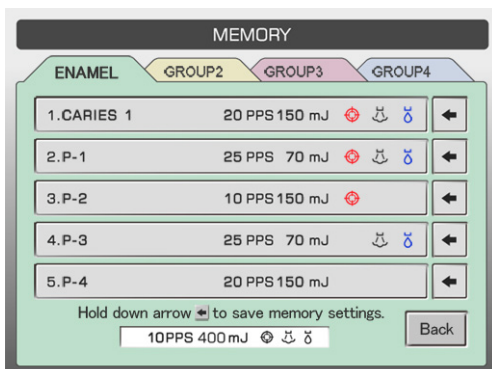 MEMORY
ENAMEL GROUP2 GROUP3 GROUP4
1.CARIES 1 20 PPS 150 mJ
2.P-1 25 PPS 70 mJ
3.P-2 10 PPS 150 mJ
4.P-3 25 PPS 70 mJ
5.P-4 20 PPS 150 mJ
Hold down arrow to save memory settings.
10PPS 400 mJ
Back